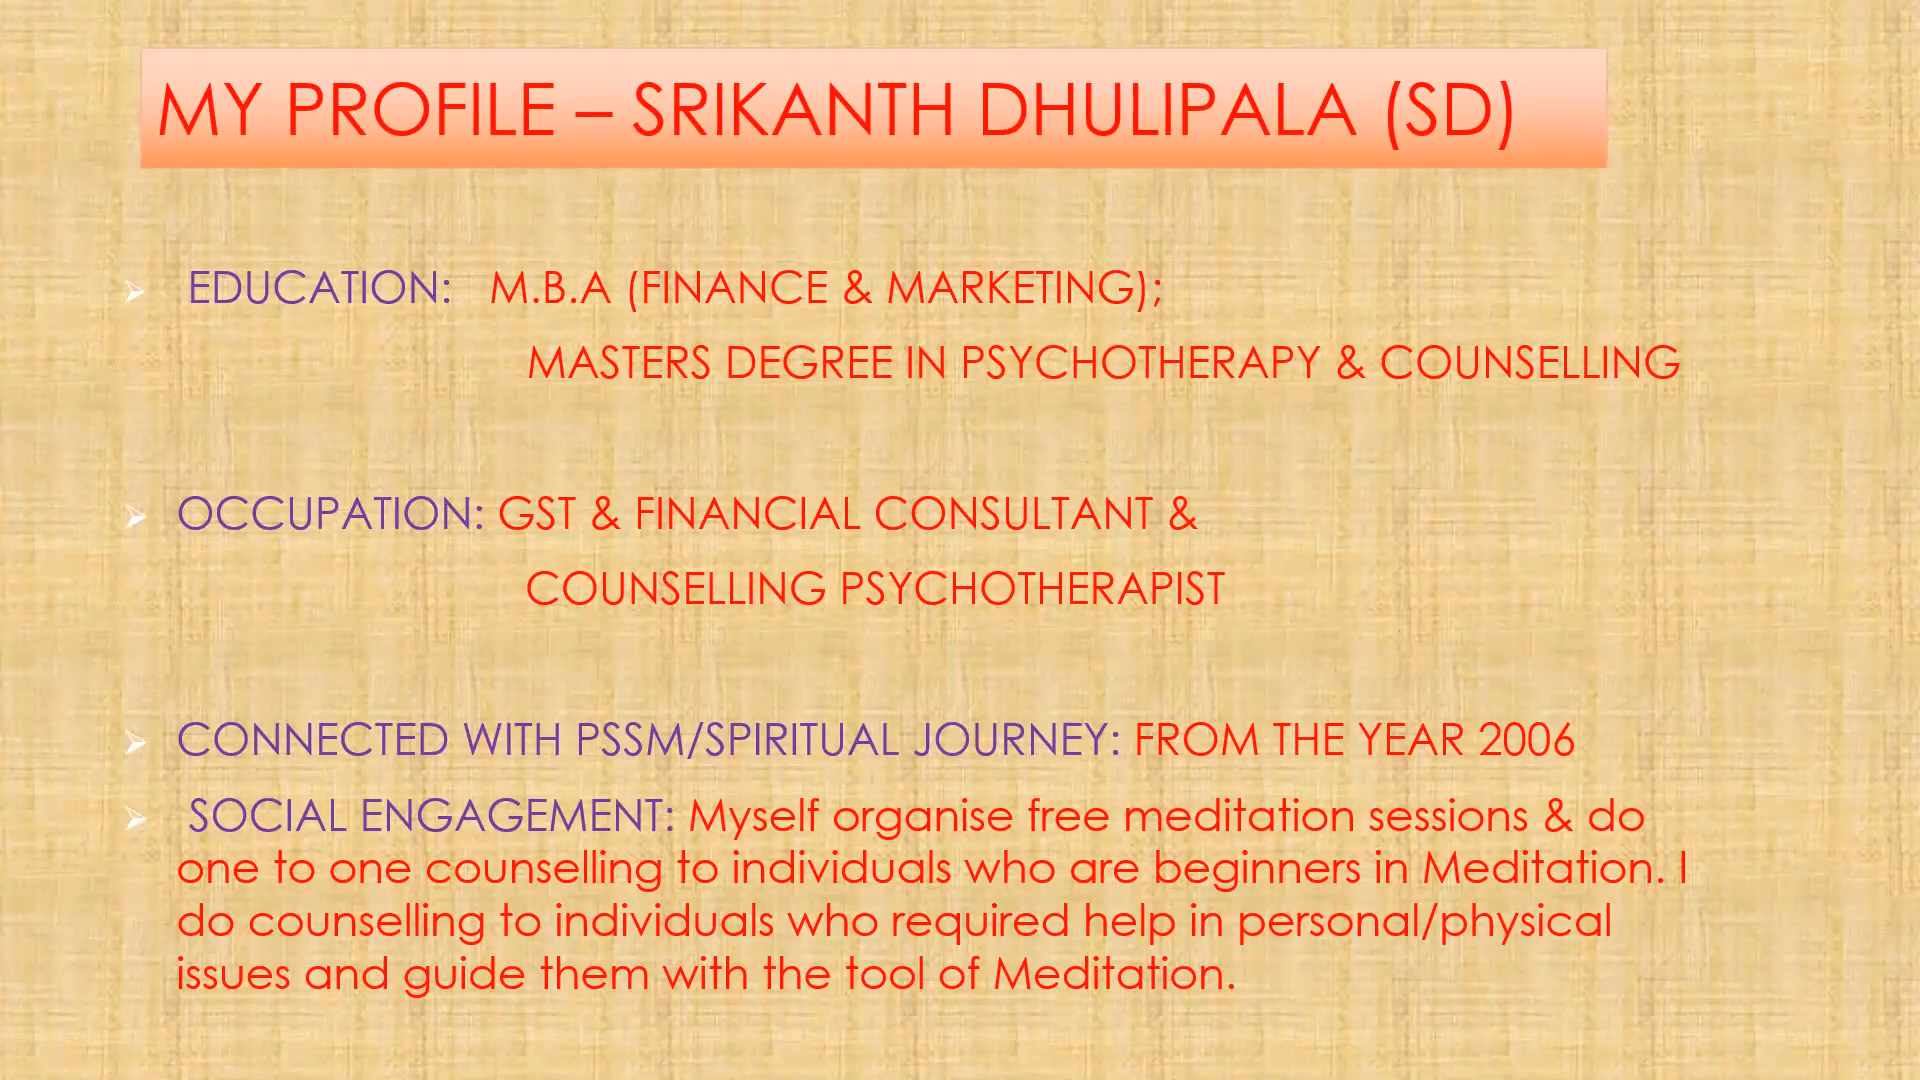 MY PROFILE – SRIKANTH DHULIPALA (SD)
EDUCATION: M.B.A (FINANCE & MARKETING);
MASTERS DEGREE IN PSYCHOTHERAPY & COUNSELLING
OCCUPATION: GST & FINANCIAL CONSULTANT &
COUNSELLING PSYCHOTHERAPIST
CONNECTED WITH PSSM/SPIRITUAL JOURNEY: FROM THE YEAR 2006
SOCIAL ENGAGEMENT: Myself organise free meditation sessions & do
one to one counselling to individuals who are beginners in Meditation. I
do counselling to individuals who required help in personal/physical
issues and guide them with the tool of Meditation.